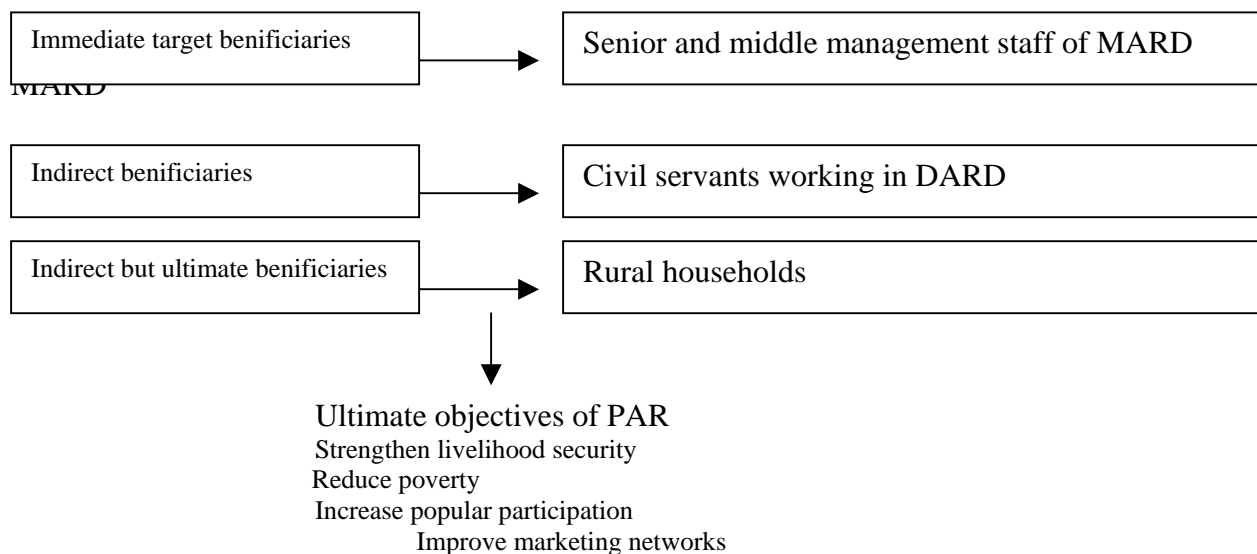 Immediate target benificiaries
Senior and middle management staff of MARD
MARD
Indirect benificiaries
Civil servants working in DARD
Indirect but ultimate benificiaries
Rural households
Ultimate objectives of PAR
Strengthen livelihood security
Reduce poverty
Increase popular participation
Improve marketing networks